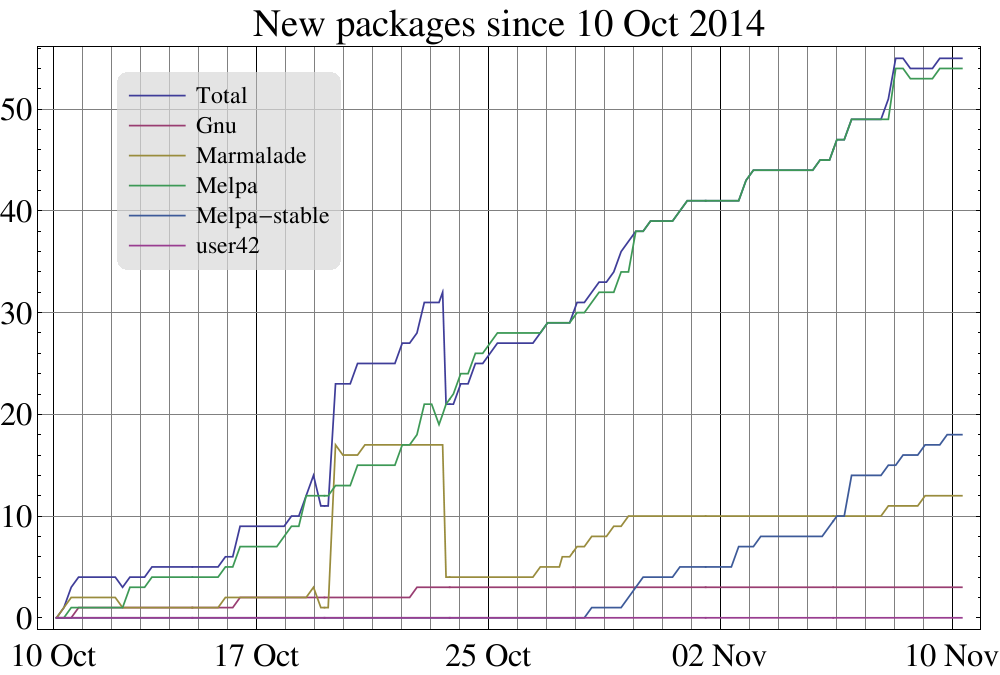 New packages since 10 Oct 2014
Total
Gnu
Marmalade
Melpa
Melpa-stable
user42
50
40
30
20
10
0
10 Oct 17 Oct 25 Oct 02 Nov 10 Nov